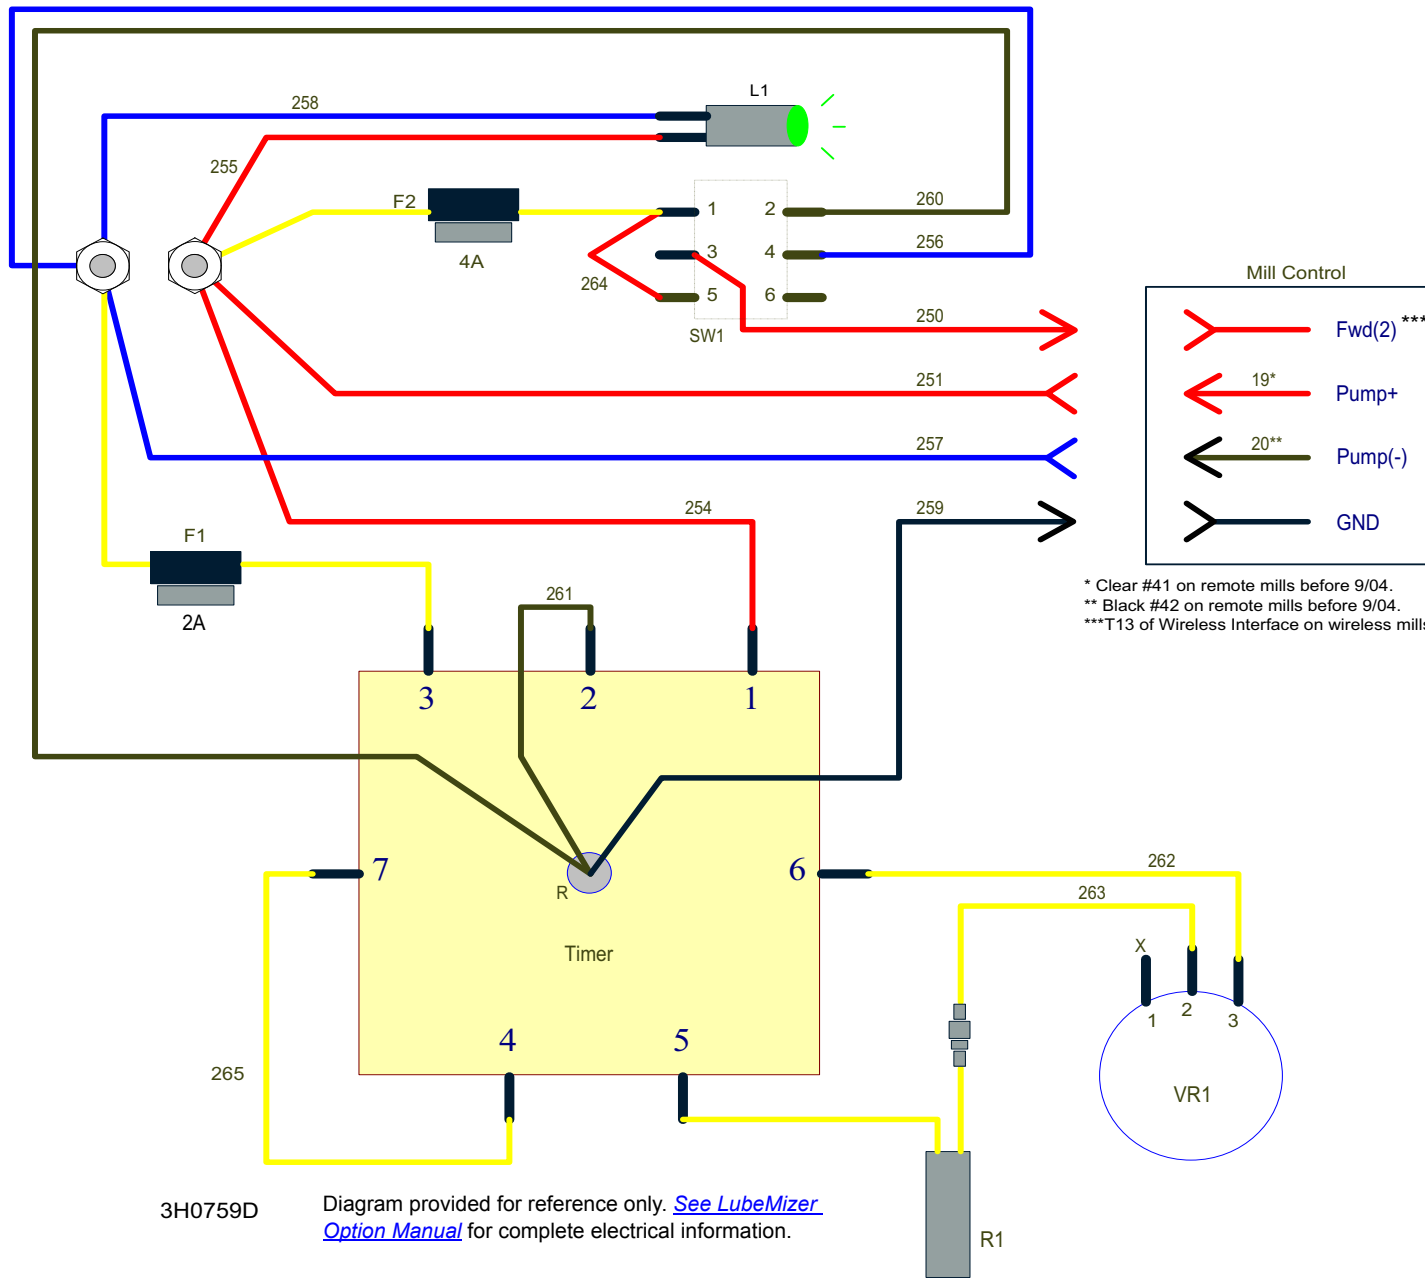 L1
258
255
F2
1
2
260
4A
3
4
256
264
5
6
Mill Control
SW1
250
Fwd(2) ***
251
19*
Pump+
257
20**
Pump(-)
254
259
GND
F1
2A
261
* Clear #41 on remote mills before 9/04.
** Black #42 on remote mills before 9/04.
***T13 of Wireless Interface on wireless mills
3
2
1
7
6
262
R
263
Timer
X
1
2
3
4
5
265
VR1
3H0759D
Diagram provided for reference only. See LubeMizer
Option Manual for complete electrical information.
R1